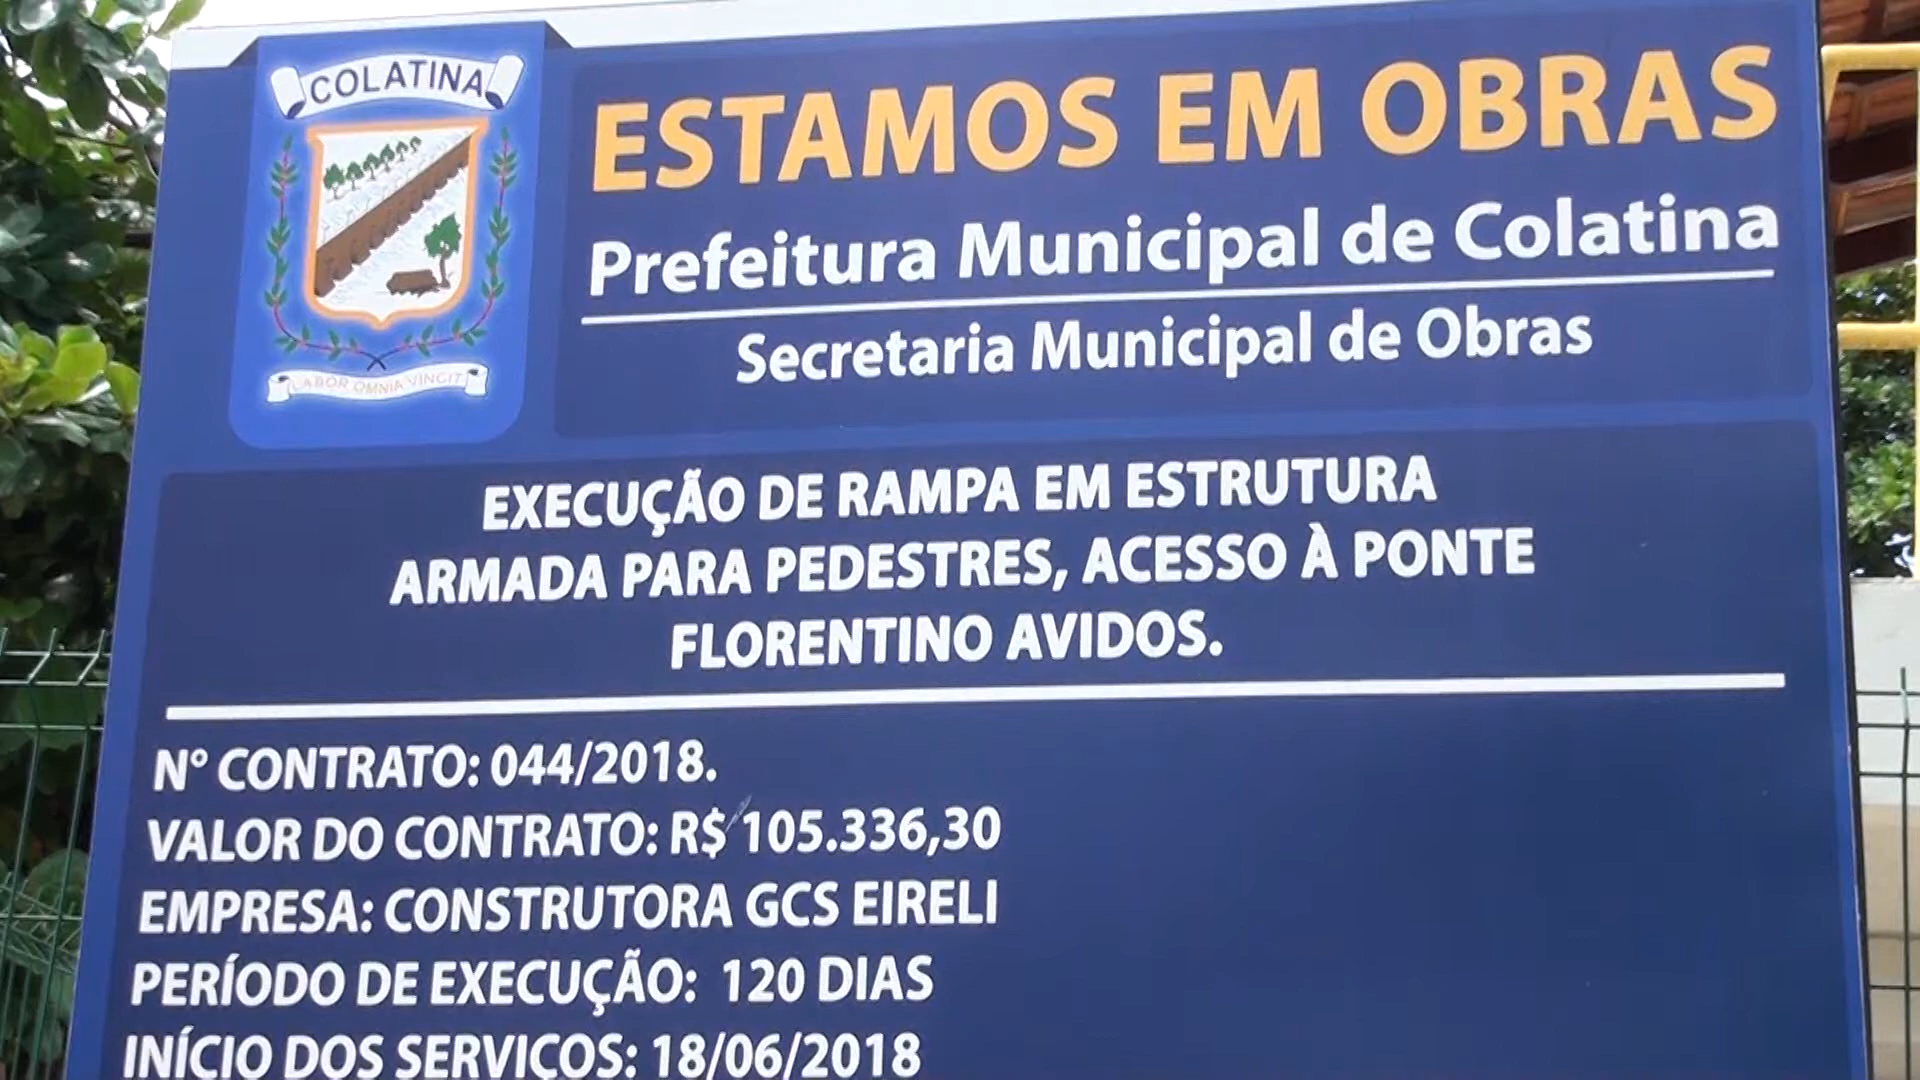 COLATINA
LABOR OMNIA VINCIT
ESTAMOS EM OBRAS
Prefeitura Municipal de Colatina
Secretaria Municipal de Obras
EXECUÇÃO DE RAMPA EM ESTRUTURA
ARMADA PARA PEDESTRES, ACESSO À PONTE
FLORENTINO AVIDOS.
N° CONTRATO: 044/2018.
VALOR DO CONTRATO: R$ 105.336,30
EMPRESA: CONSTRUTORA GCS EIRELI
PERÍODO DE EXECUÇÃO: 120 DIAS
INÍCIO DOS SERVIÇOS: 18/06/2018